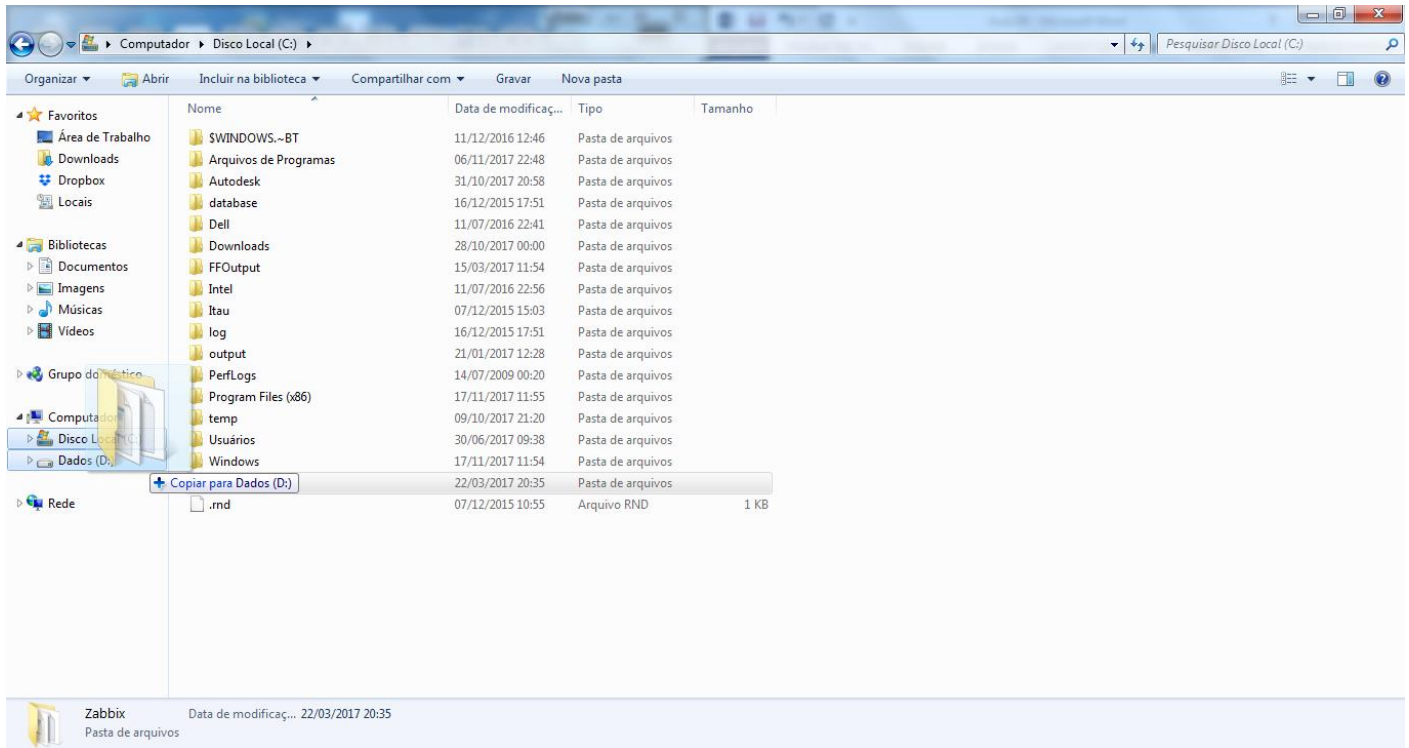 Computador ▸ Disco Local (C:) ▸
Pesquisar Disco Local (C:)
Organizar Abrir Incluir na biblioteca Compartilhar com Gravar Nova pasta
Favoritos
Área de Trabalho
Downloads
Dropbox
Locais
Bibliotecas
Documentos
Imagens
Músicas
Vídeos
Grupo doméstico
Computador
Disco Local (C:)
Dados (D:)
Rede
Nome Data de modificaç... Tipo Tamanho
$WINDOWS.~BT 11/12/2016 12:46 Pasta de arquivos
Arquivos de Programas 06/11/2017 22:48 Pasta de arquivos
Autodesk 31/10/2017 20:58 Pasta de arquivos
database 16/12/2015 17:51 Pasta de arquivos
Dell 11/07/2016 22:41 Pasta de arquivos
Downloads 28/10/2017 00:00 Pasta de arquivos
FFOutput 15/03/2017 11:54 Pasta de arquivos
Intel 11/07/2016 22:56 Pasta de arquivos
Itau 07/12/2015 15:03 Pasta de arquivos
log 16/12/2015 17:51 Pasta de arquivos
output 21/01/2017 12:28 Pasta de arquivos
PerfLogs 14/07/2009 00:20 Pasta de arquivos
Program Files (x86) 17/11/2017 11:55 Pasta de arquivos
temp 09/10/2017 21:20 Pasta de arquivos
Usuários 30/06/2017 09:38 Pasta de arquivos
Windows 17/11/2017 11:54 Pasta de arquivos
Copiar para Dados (D:) 22/03/2017 20:35 Pasta de arquivos
.rnd 07/12/2015 10:55 Arquivo RND 1 KB
Zabbix Data de modificaç... 22/03/2017 20:35
Pasta de arquivos